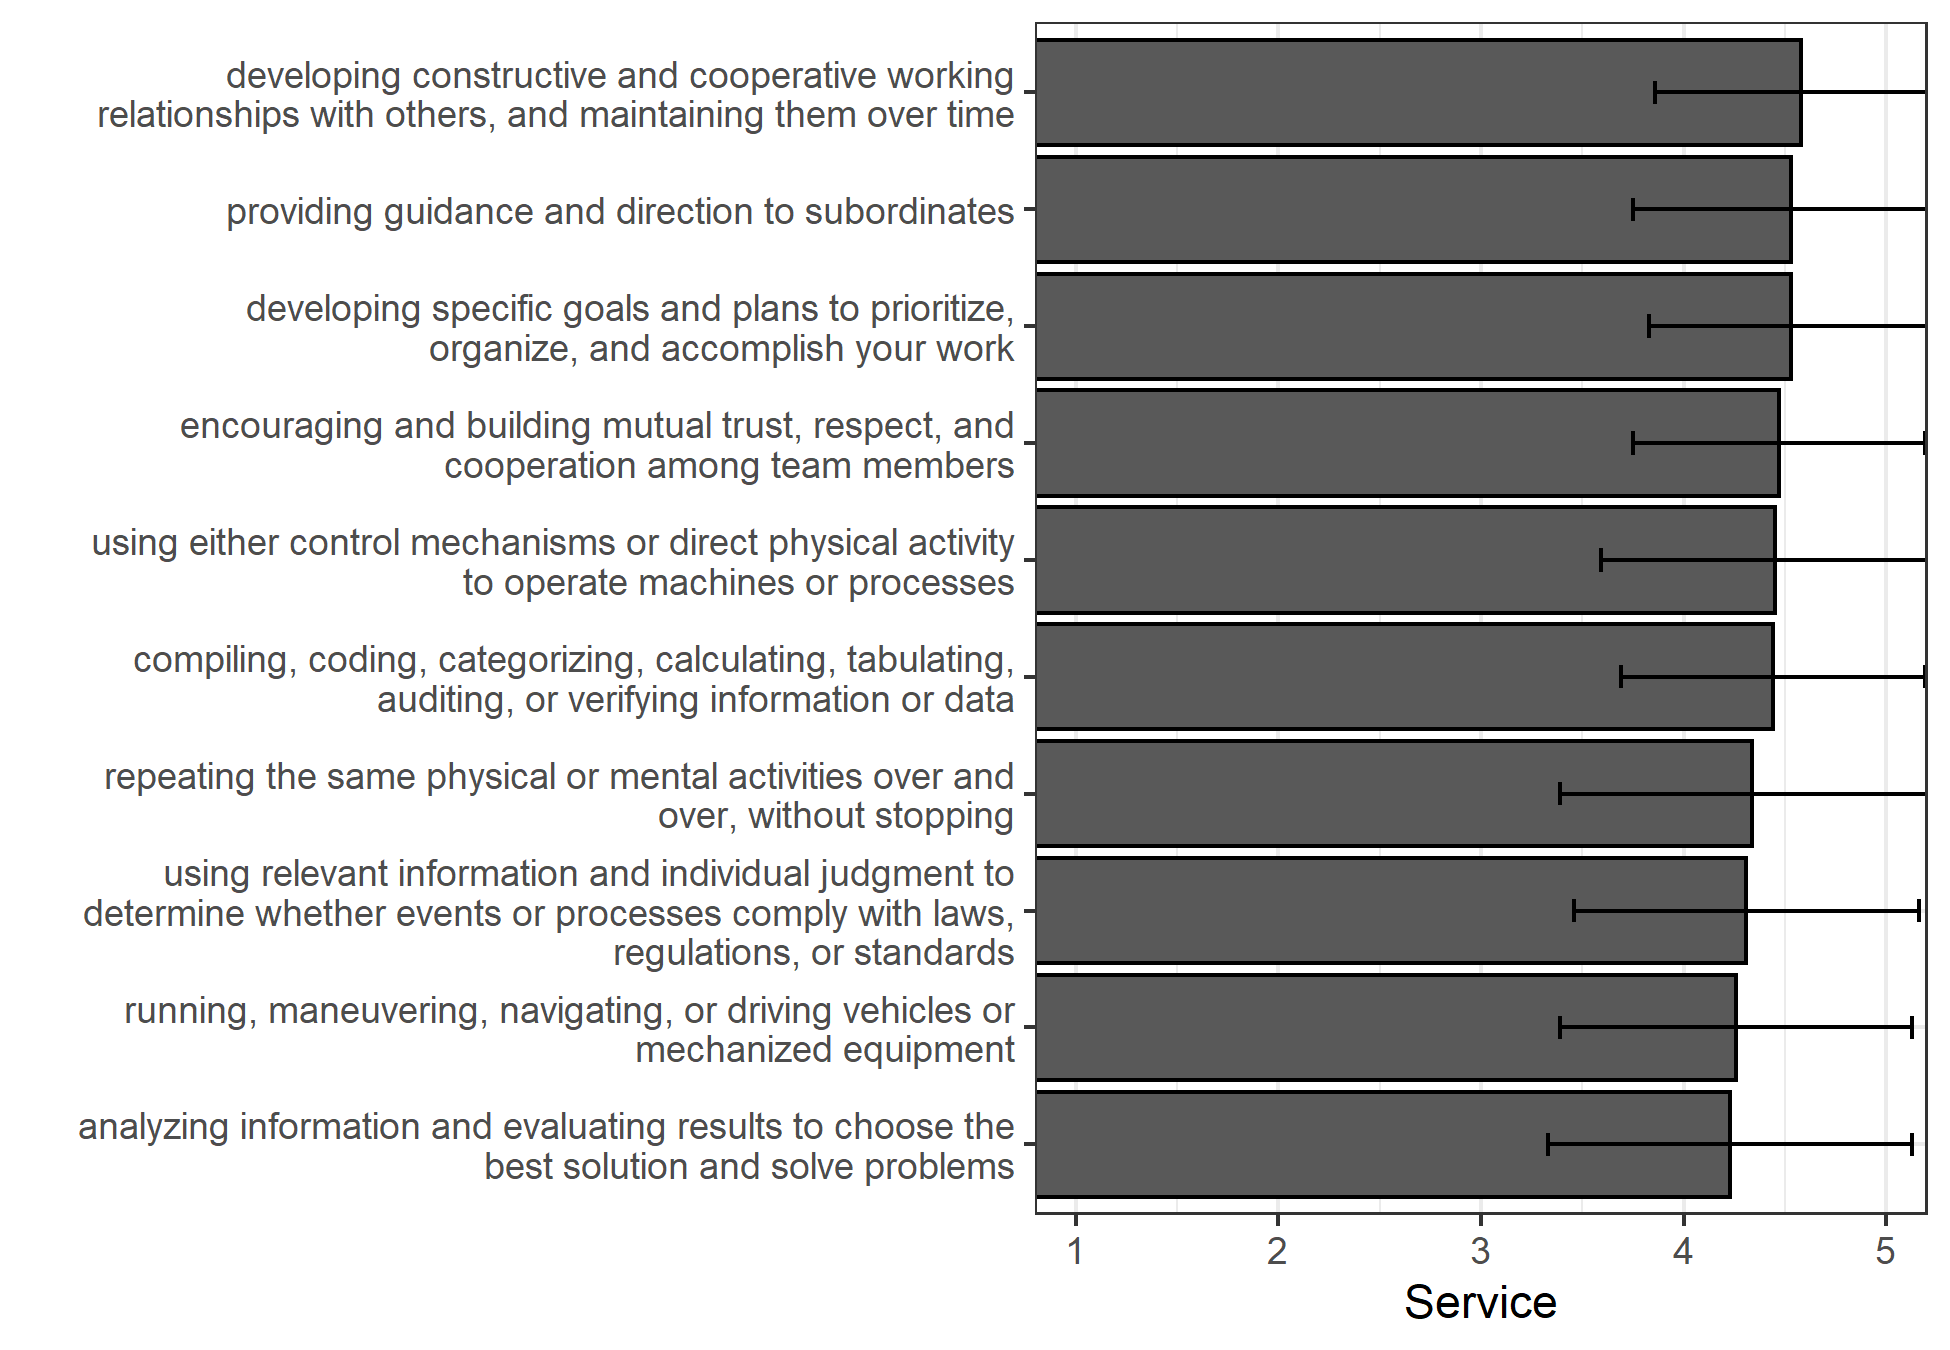 developing constructive and cooperative working
relationships with others, and maintaining them over time
providing guidance and direction to subordinates
developing specific goals and plans to prioritize,
organize, and accomplish your work
encouraging and building mutual trust, respect, and
cooperation among team members
using either control mechanisms or direct physical activity
to operate machines or processes
compiling, coding, categorizing, calculating, tabulating,
auditing, or verifying information or data
repeating the same physical or mental activities over and
over, without stopping
using relevant information and individual judgment to
determine whether events or processes comply with laws,
regulations, or standards
running, maneuvering, navigating, or driving vehicles or
mechanized equipment
analyzing information and evaluating results to choose the
best solution and solve problems
1 2 3 4 5
Service